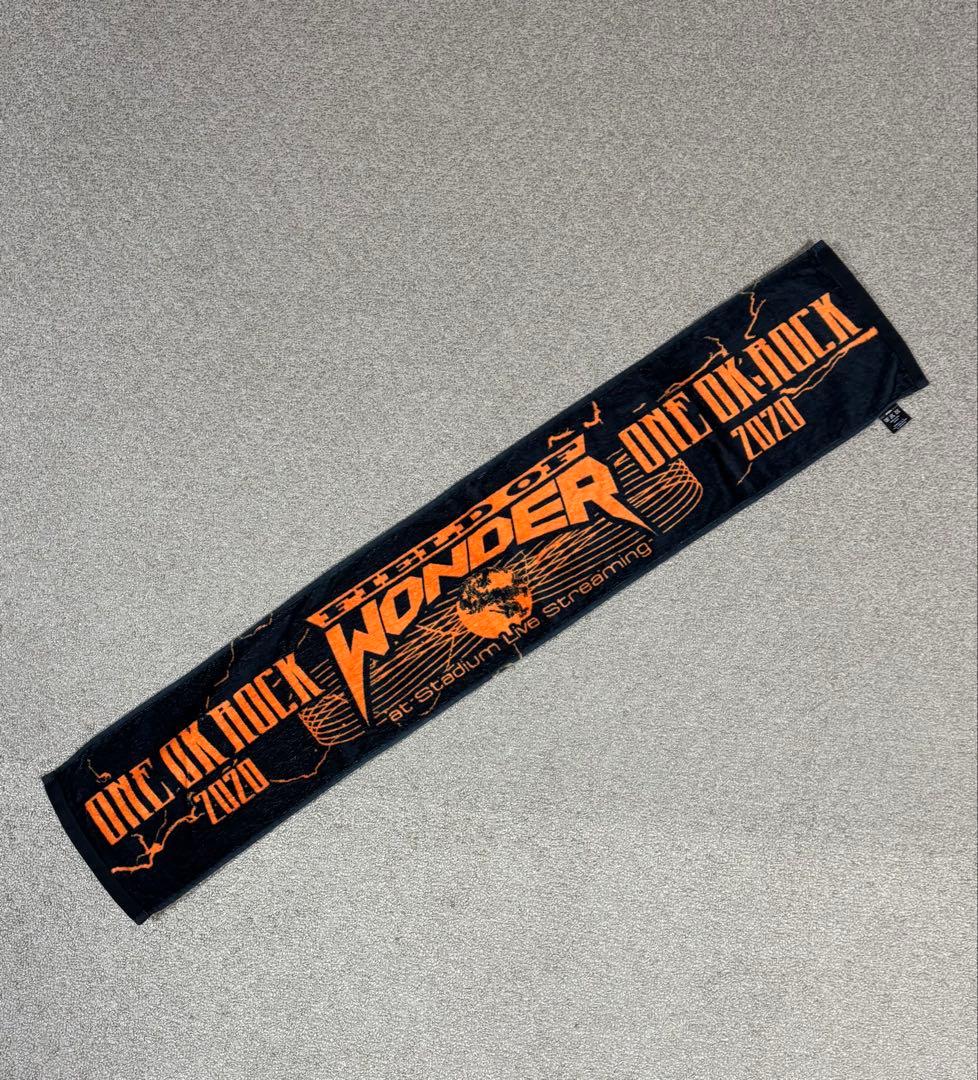 ONE OK ROCK
2020
FIELD OF
WONDER
at Stadium Live Streaming
ONE OK ROCK
2020